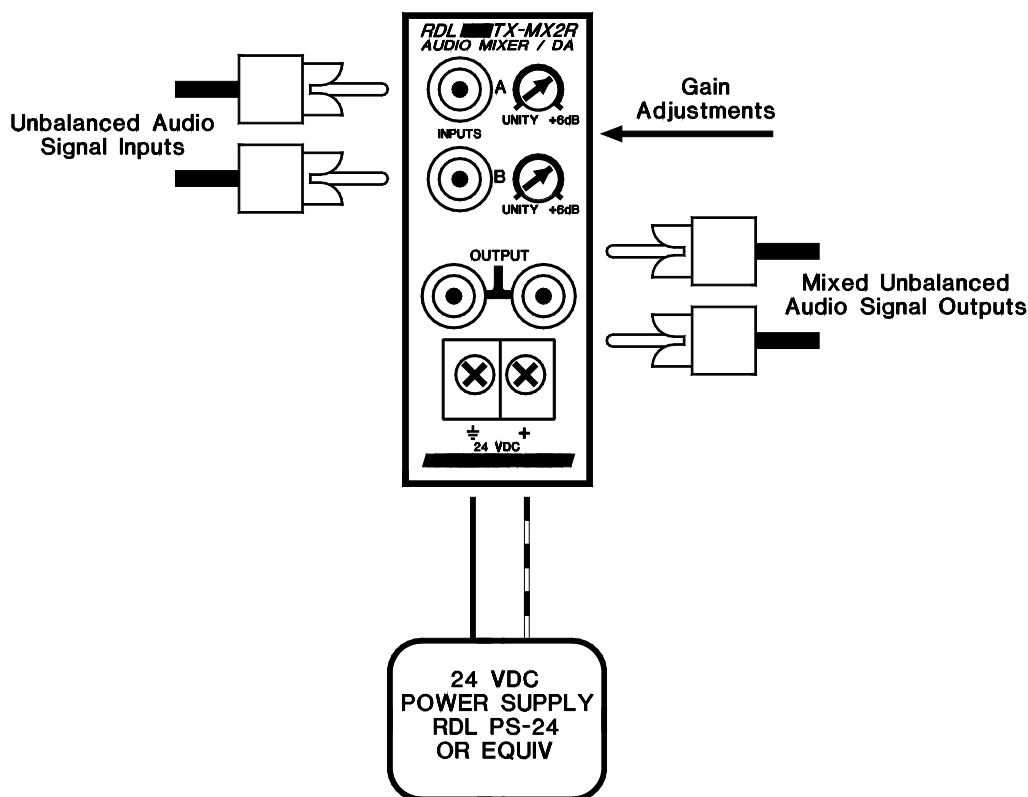 RDL TX-MX2R
AUDIO MIXER / DA
A
UNITY +6dB
INPUTS
B
UNITY +6dB
OUTPUT
+
24 VDC
Unbalanced Audio
Signal Inputs
Gain
Adjustments
Mixed Unbalanced
Audio Signal Outputs
24 VDC
POWER SUPPLY
RDL PS-24
OR EQUIV